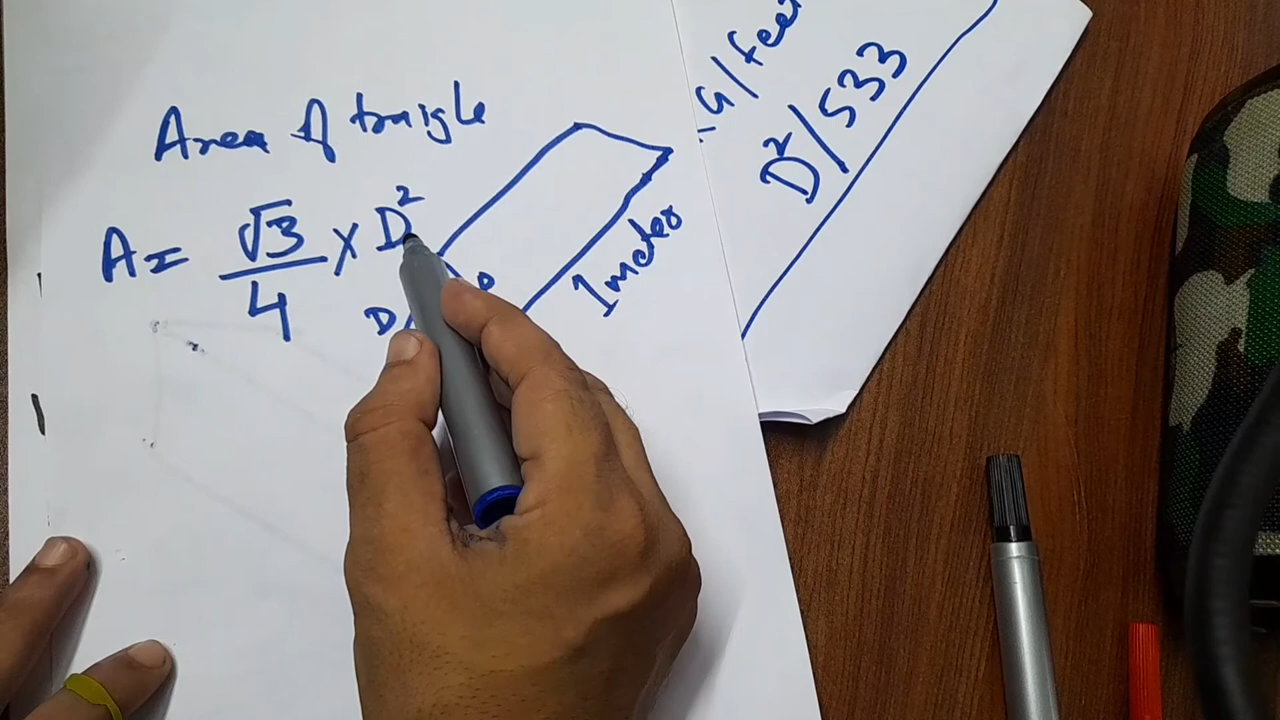 Area of traigle
A = √3/4 x D²
D
D
1 meter
G/feet
D²/533